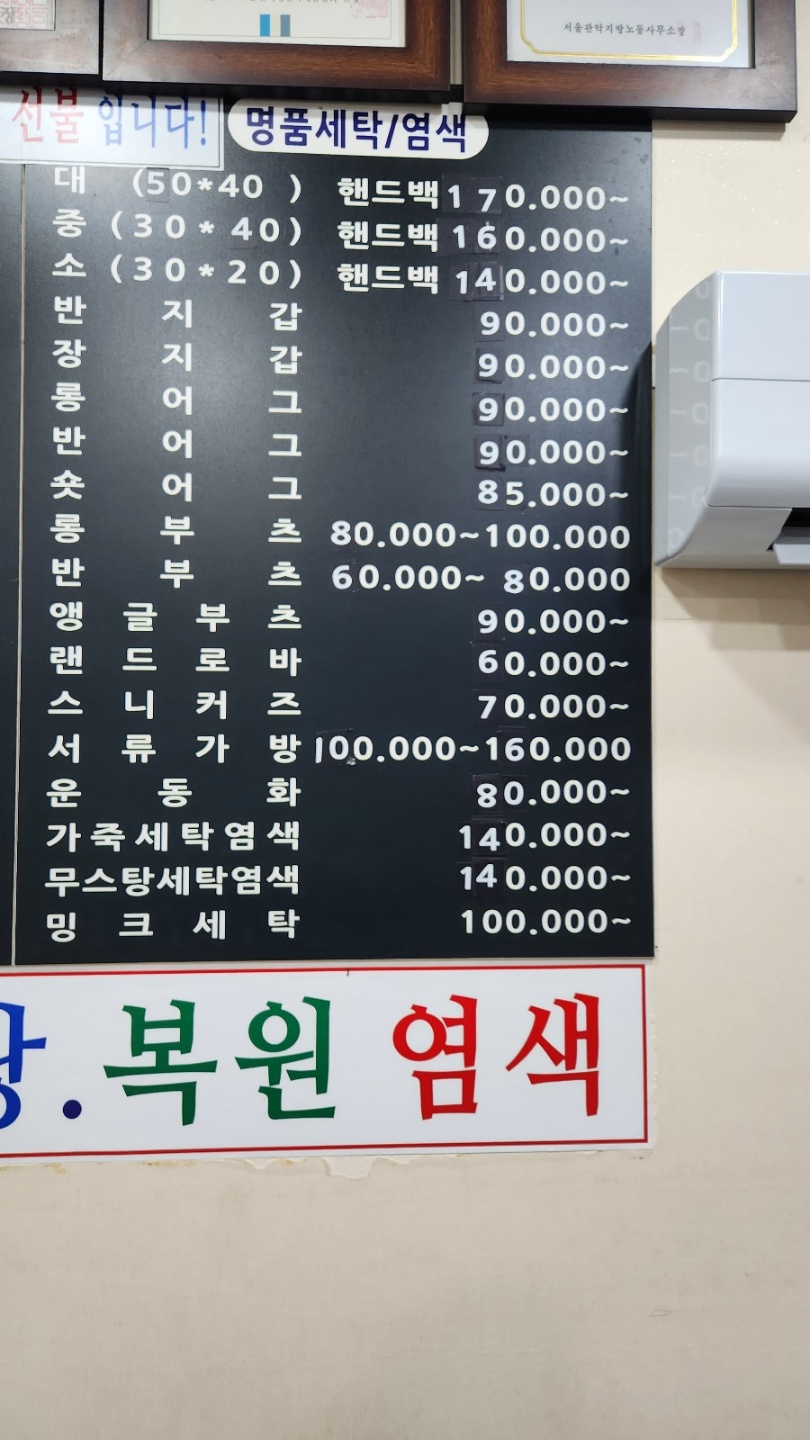 서울관악지방노동사무소장
선불 입니다!
명품세탁/염색
대 (50*40 ) 핸드백 170.000~
중 (30*40) 핸드백 160.000~
소 (30*20) 핸드백 140.000~
반 지 갑 90.000~
장 지 갑 90.000~
롱 어 그 90.000~
반 어 그 90.000~
숏 어 그 85.000~
롱 부 츠 80.000~100.000
반 부 츠 60.000~ 80.000
앵 글 부 츠 90.000~
랜 드 로 바 60.000~
스 니 커 즈 70.000~
서 류 가 방 100.000~160.000
운 동 화 80.000~
가죽세탁염색 140.000~
무스탕세탁염색 140.000~
밍 크 세 탁 100.000~
.복원 염색